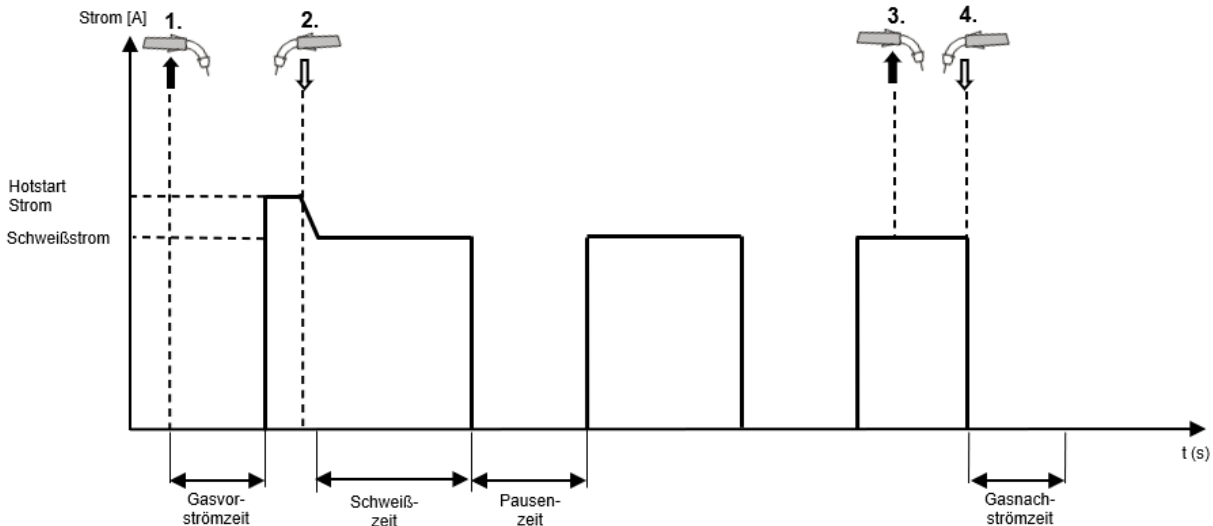 Strom [A]
1.
2.
3.
4.
Hotstart
Strom
Schweißstrom
t (s)
Gasvor-
strömzeit
Schweiß-
zeit
Pausen-
zeit
Gasnach-
strömzeit